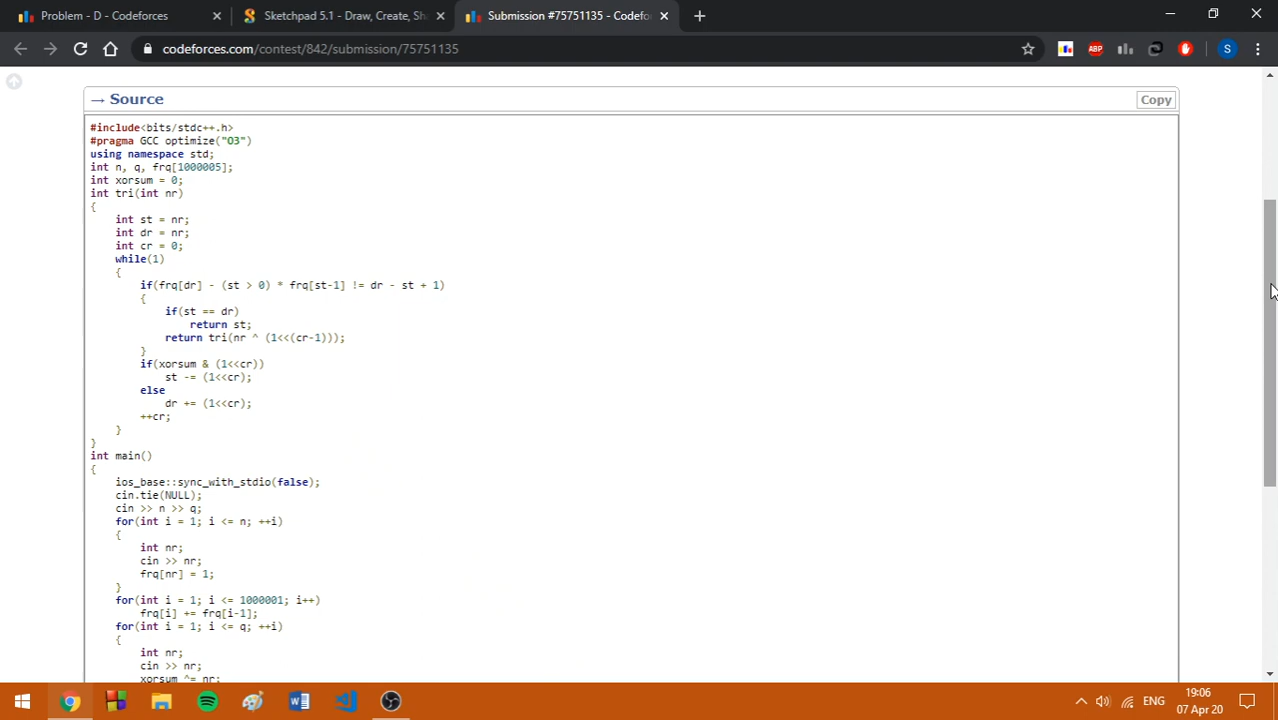 Problem - D - Codeforces
Sketchpad 5.1 - Draw, Create, Sha
Submission #75751135 - Codefo
codeforces.com/contest/842/submission/75751135
ABP
S
→ Source
Copy
#include<bits/stdc++.h>
#pragma GCC optimize("O3")
using namespace std;
int n, q, frq[1000005];
int xorsum = 0;
int tri(int nr)
{
int st = nr;
int dr = nr;
int cr = 0;
while(1)
{
if(frq[dr] - (st > 0) * frq[st-1] != dr - st + 1)
{
if(st == dr)
return st;
return tri(nr ^ (1<<(cr-1)));
}
if(xorsum & (1<<cr))
st -= (1<<cr);
else
dr += (1<<cr);
++cr;
}
}
int main()
{
ios_base::sync_with_stdio(false);
cin.tie(NULL);
cin >> n >> q;
for(int i = 1; i <= n; ++i)
{
int nr;
cin >> nr;
frq[nr] = 1;
}
for(int i = 1; i <= 1000001; i++)
frq[i] += frq[i-1];
for(int i = 1; i <= q; ++i)
{
int nr;
cin >> nr;
xorsum ^= nr;
ENG
19:06
07 Apr 20